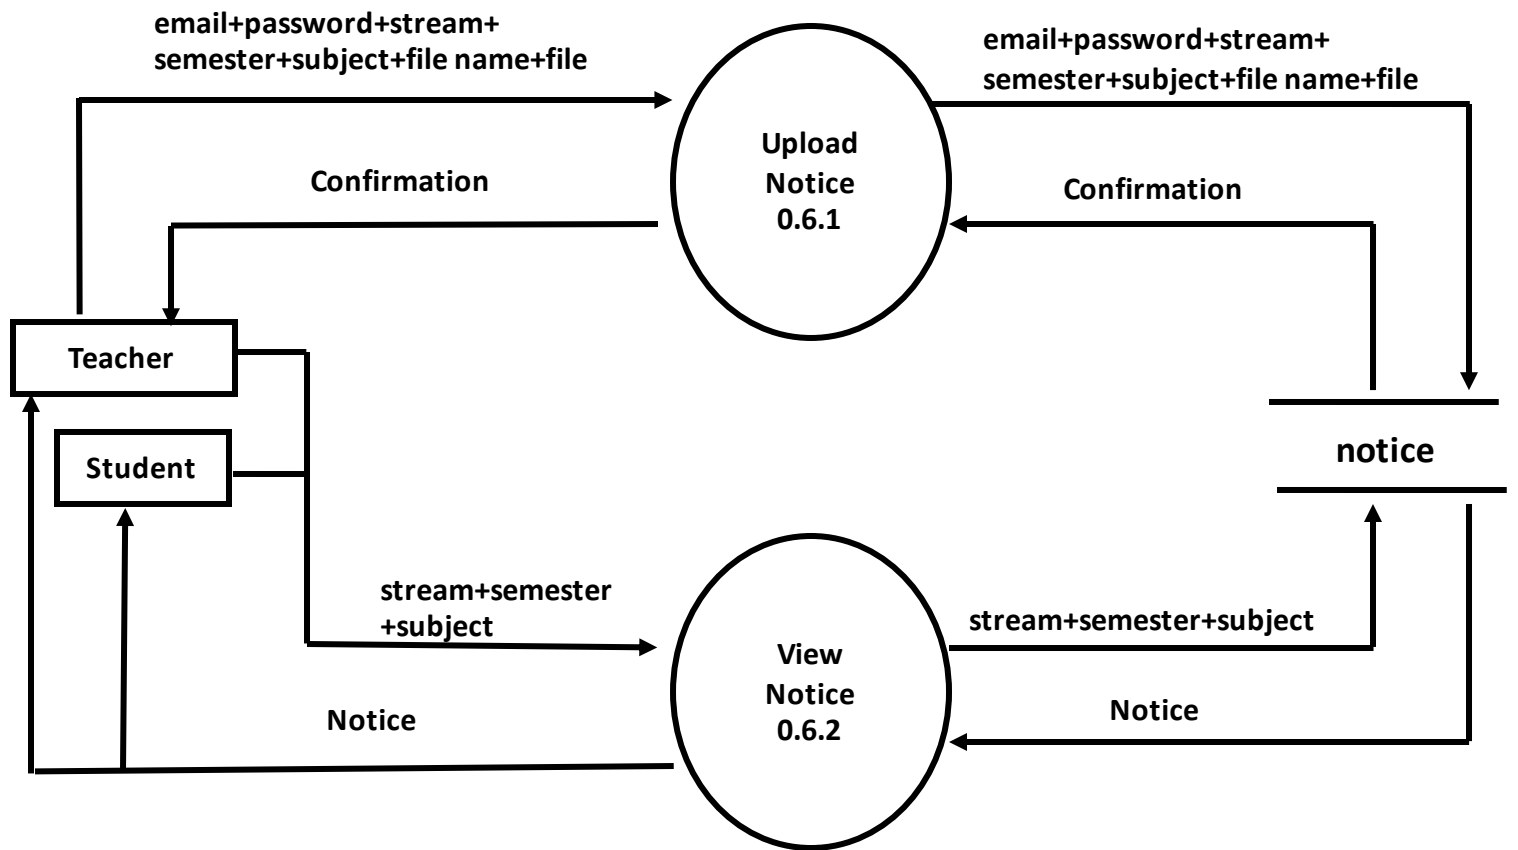 email+password+stream+
semester+subject+file name+file
email+password+stream+
semester+subject+file name+file
Upload
Notice
0.6.1
Confirmation
Confirmation
Teacher
Student
notice
stream+semester
+subject
stream+semester+subject
View
Notice
0.6.2
Notice
Notice